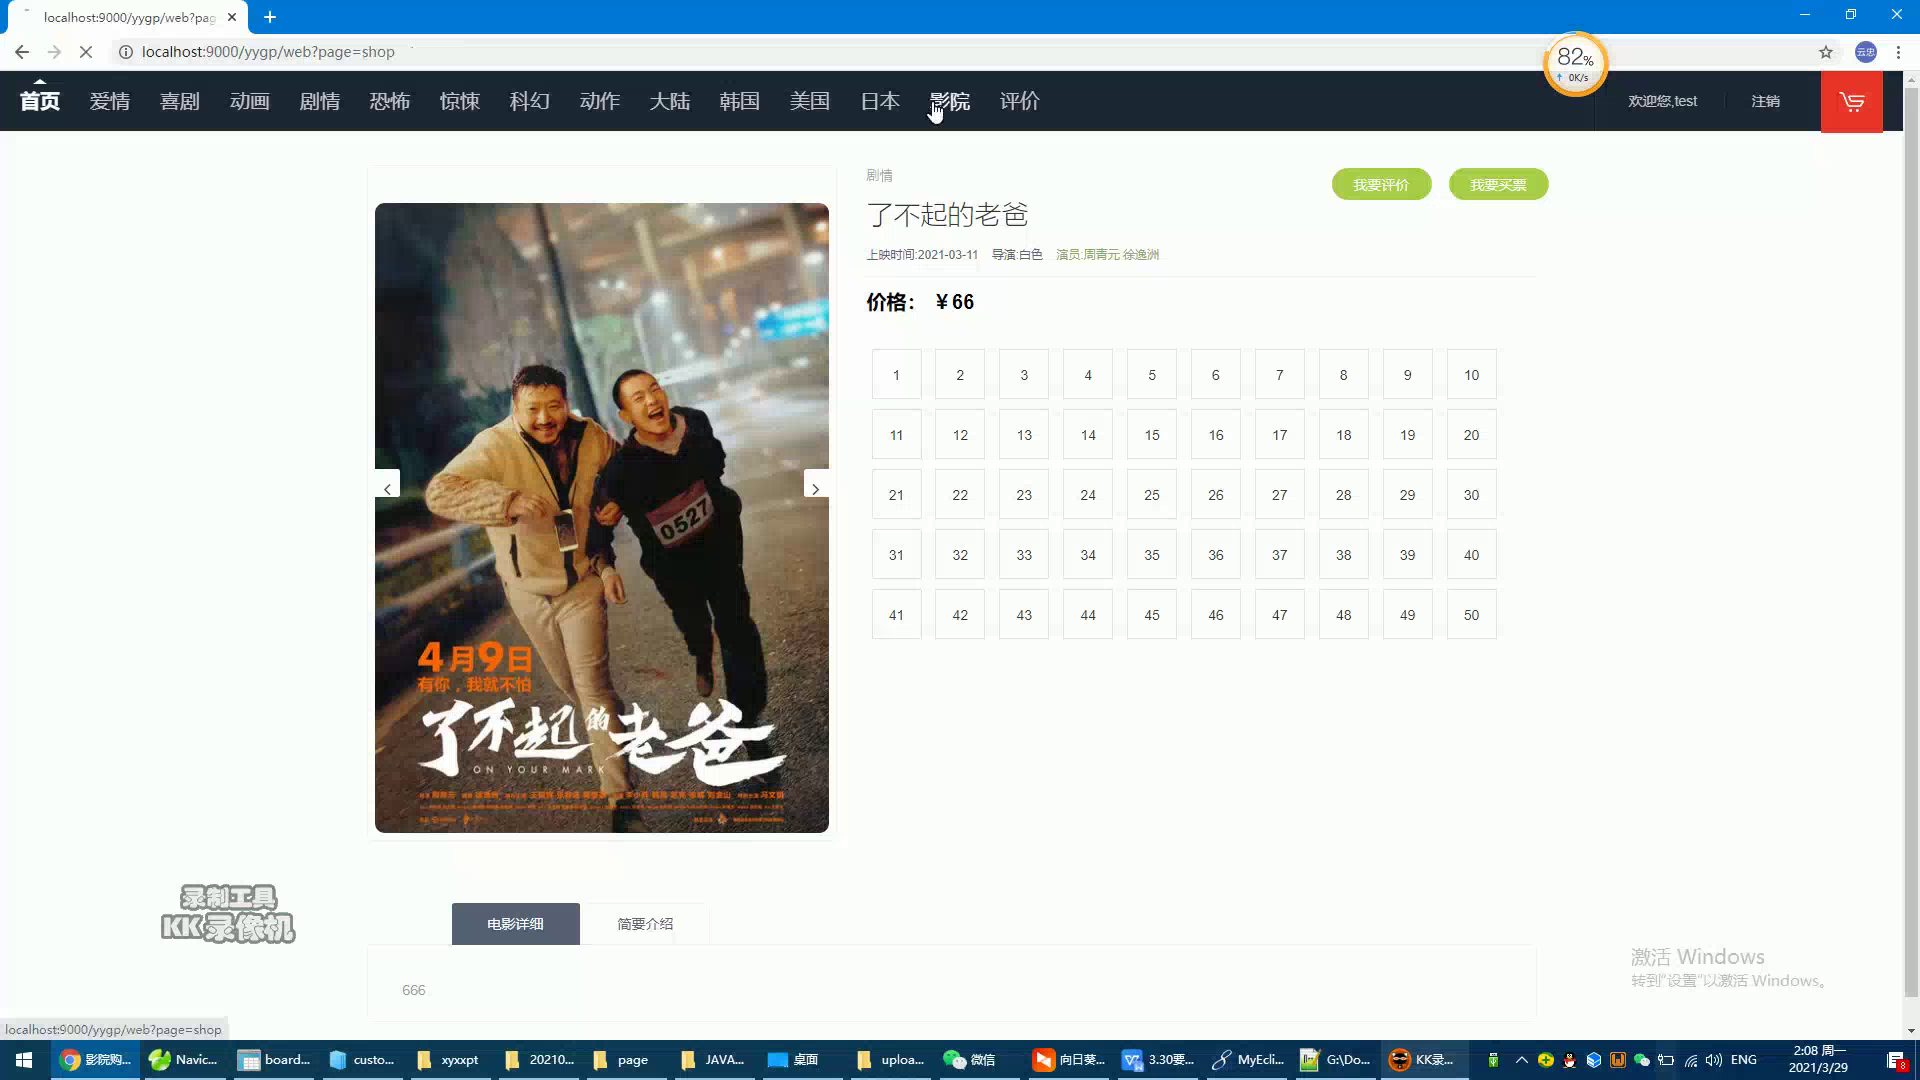 localhost:9000/yygp/web?pag
localhost:9000/yygp/web?page=shop
82%
0K/s
首页 爱情 喜剧 动画 剧情 恐怖 惊悚 科幻 动作 大陆 韩国 美国 日本 影院 评价
欢迎您,test 注销
剧情
我要评价 我要买票
了不起的老爸
上映时间:2021-03-11 导演:白色 演员:周青元 徐逸洲
价格： ￥66
1 2 3 4 5 6 7 8 9 10
11 12 13 14 15 16 17 18 19 20
21 22 23 24 25 26 27 28 29 30
31 32 33 34 35 36 37 38 39 40
41 42 43 44 45 46 47 48 49 50
0527
4月9日
有你，我就不怕
了不起的老爸
ON YOUR MARK
录制工具
KK录像机
电影详细 简要介绍
666
激活 Windows
转到"设置"以激活 Windows。
localhost:9000/yygp/web?page=shop
影院购... Navic... board... custo... xyxxpt 20210... page JAVA... 桌面 uploa... 微信 向日葵... 3.30要... MyEcli... G:\Do... KK录... ENG
2:08 周一
2021/3/29
8